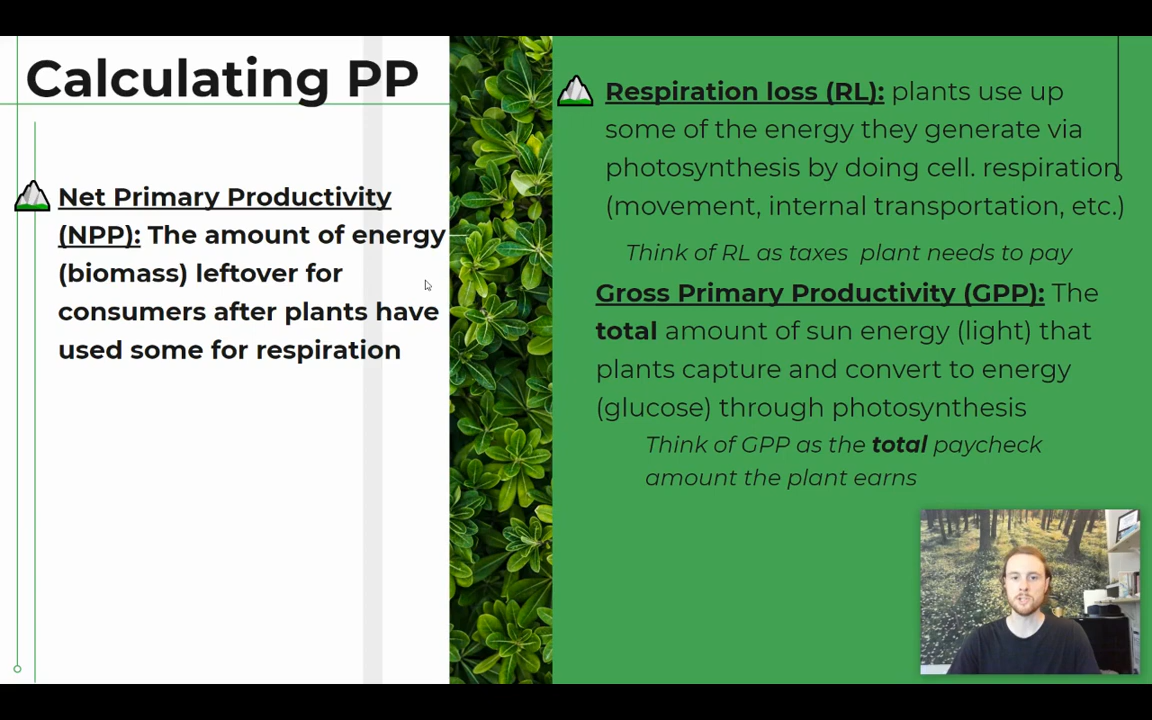 Calculating PP
Net Primary Productivity
(NPP): The amount of energy
(biomass) leftover for
consumers after plants have
used some for respiration
Respiration loss (RL): plants use up
some of the energy they generate via
photosynthesis by doing cell. respiration
(movement, internal transportation, etc.)
Think of RL as taxes plant needs to pay
Gross Primary Productivity (GPP): The
total amount of sun energy (light) that
plants capture and convert to energy
(glucose) through photosynthesis
Think of GPP as the total paycheck
amount the plant earns